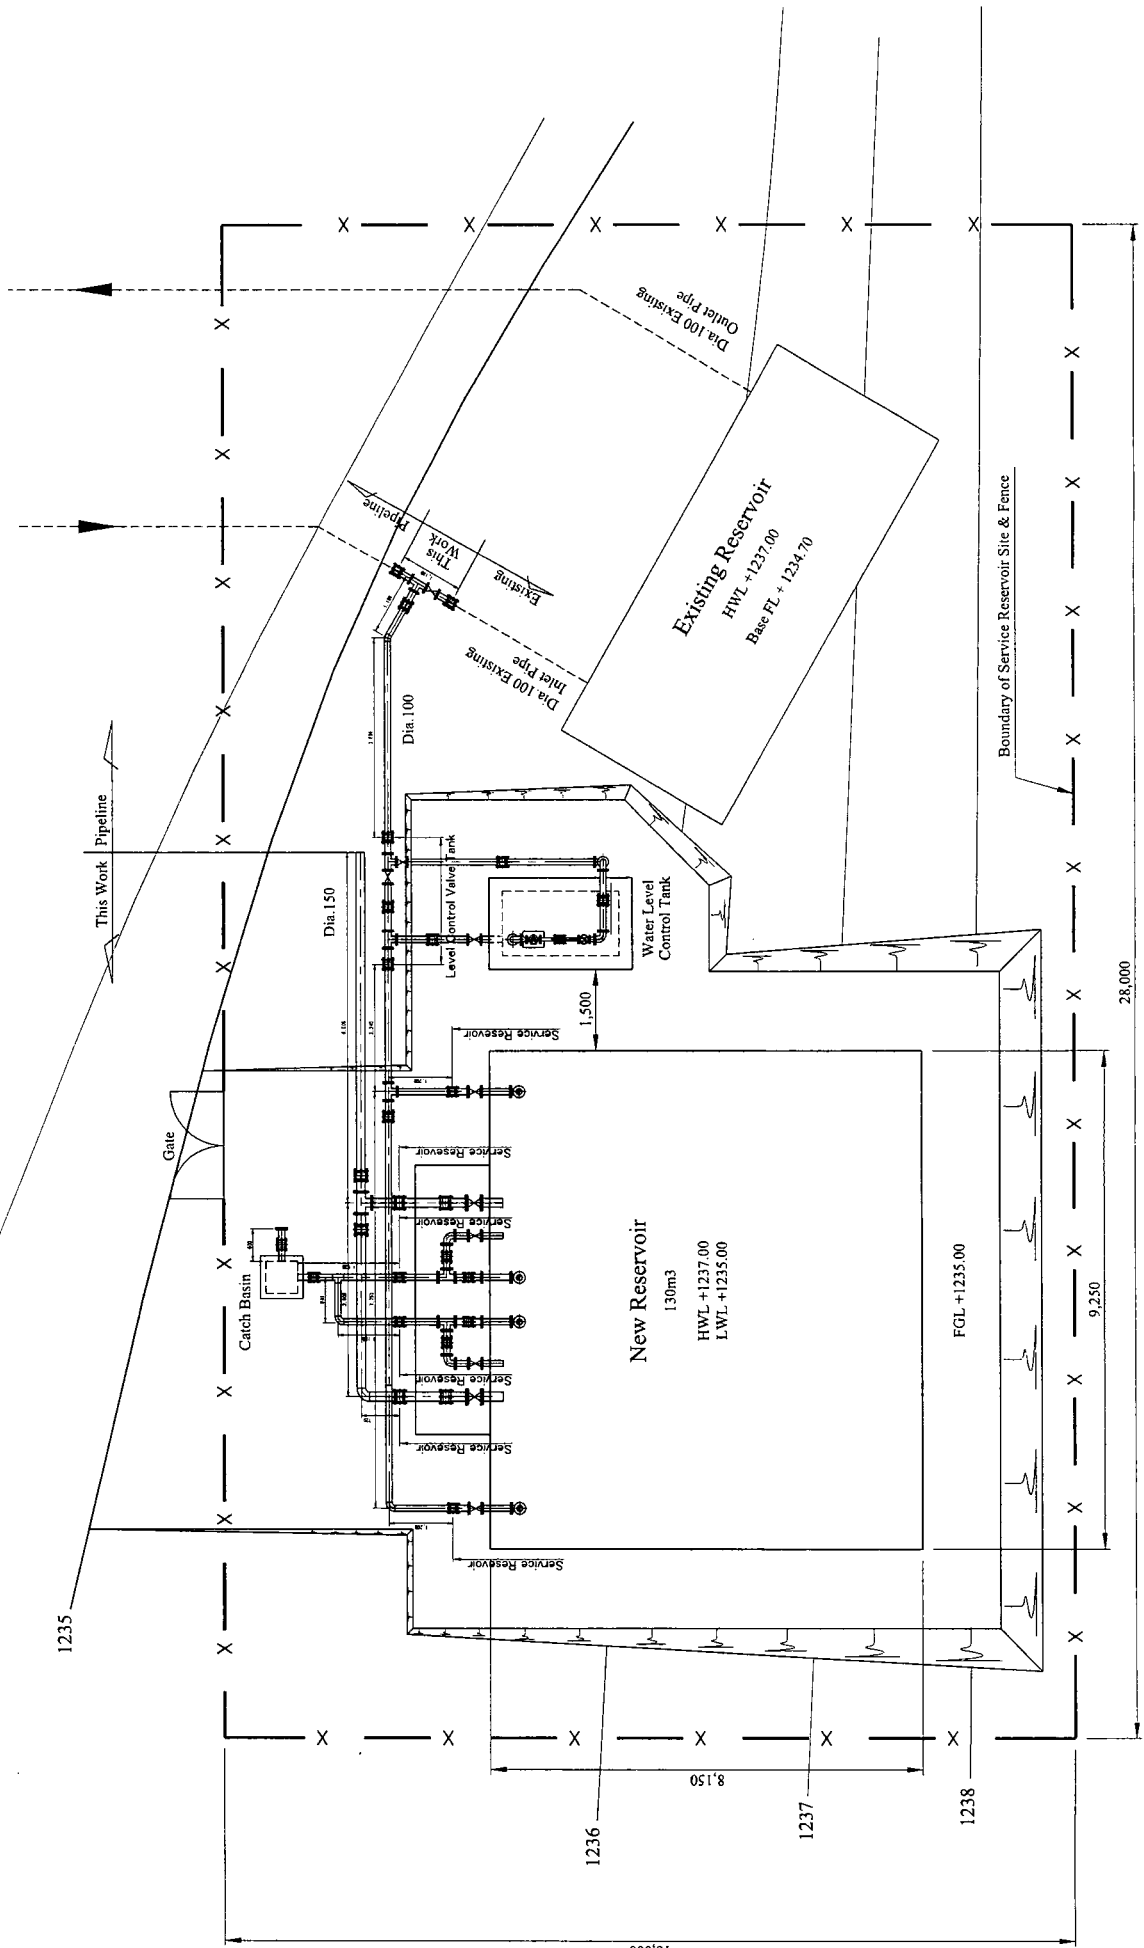 This Work
Pipeline
Dia.100 Existing
Outlet Pipe
Pipeline
This
Work
Existing
Existing Reservoir
HWL +1237.00
Base FL + 1234.70
Dia.100 Existing
Inlet Pipe
Dia.100
Dia.150
Level Control Valve Tank
Water Level
Control Tank
Boundary of Service Reservoir Site & Fence
Gate
Catch Basin
1,500
Service Resevoir
Service Resevoir
Service Resevoir
Service Resevoir
Service Resevoir
Service Resevoir
New Reservoir
130m3
HWL +1237.00
LWL +1235.00
FGL +1235.00
9,250
28,000
8,150
1235
1236
1237
1238